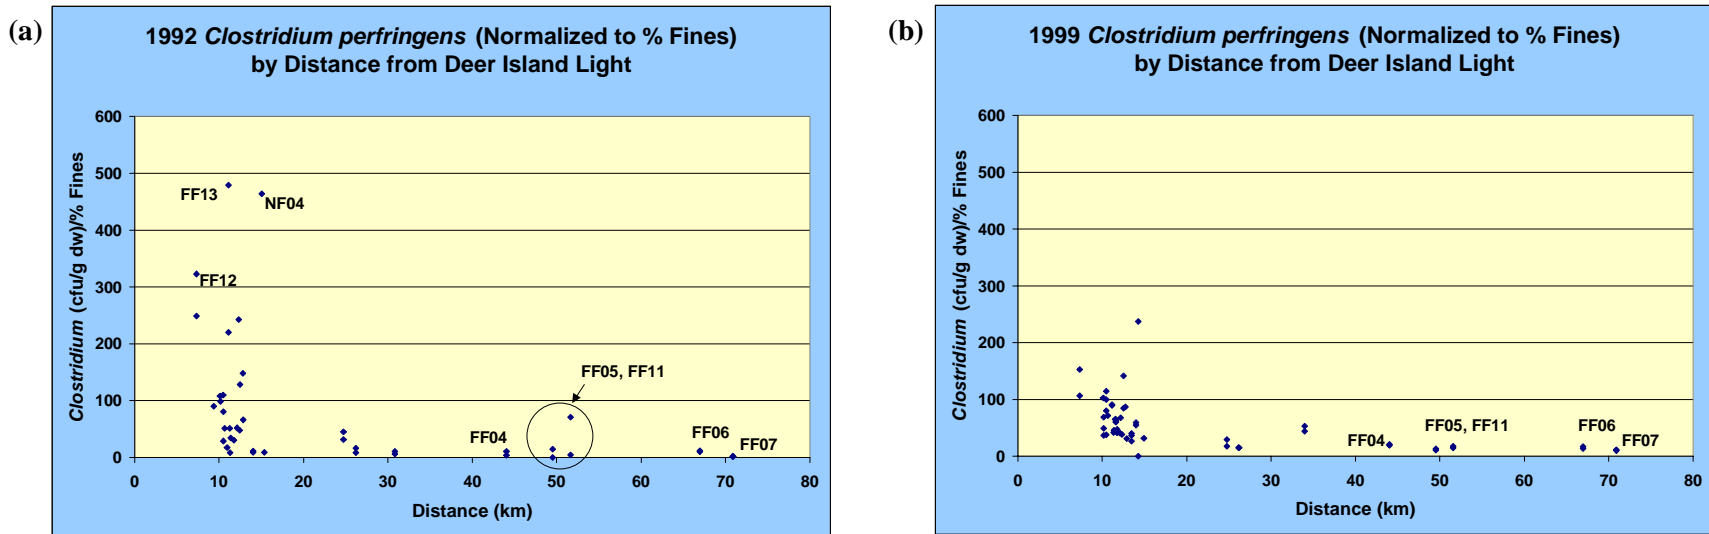 (a)
1992 Clostridium perfringens (Normalized to % Fines)
by Distance from Deer Island Light
Clostridium (cfu/g dw)/% Fines
600
500
400
300
200
100
0
FF13
NF04
FF12
FF05, FF11
FF04
FF06
FF07
0 10 20 30 40 50 60 70 80
Distance (km)
(b)
1999 Clostridium perfringens (Normalized to % Fines)
by Distance from Deer Island Light
Clostridium (cfu/g dw)/% Fines
600
500
400
300
200
100
0
FF04
FF05, FF11
FF06
FF07
0 10 20 30 40 50 60 70 80
Distance (km)